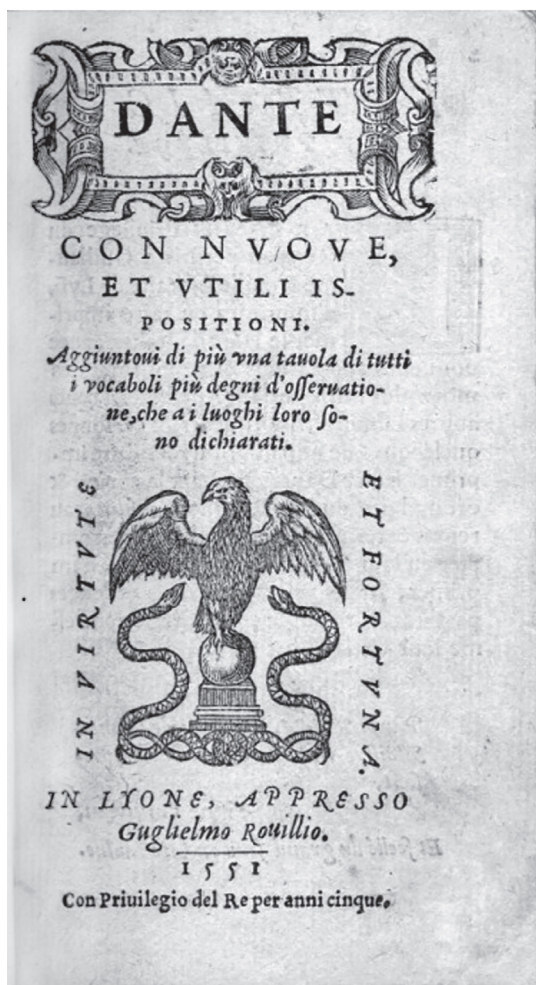 DANTE
CON NVOVE,
ET VTILI IS-
POSITIONI.
Aggiuntoui di più vna tauola di tutti
i vocaboli più degni d'osseruatio-
ne, che a i luoghi loro so-
no dichiarati.
IN VIRTVTE
ET FORTVNA.
IN LYONE, APPRESSO
Guglielmo Rouillio.
1551
Con Priuilegio del Re per anni cinque.